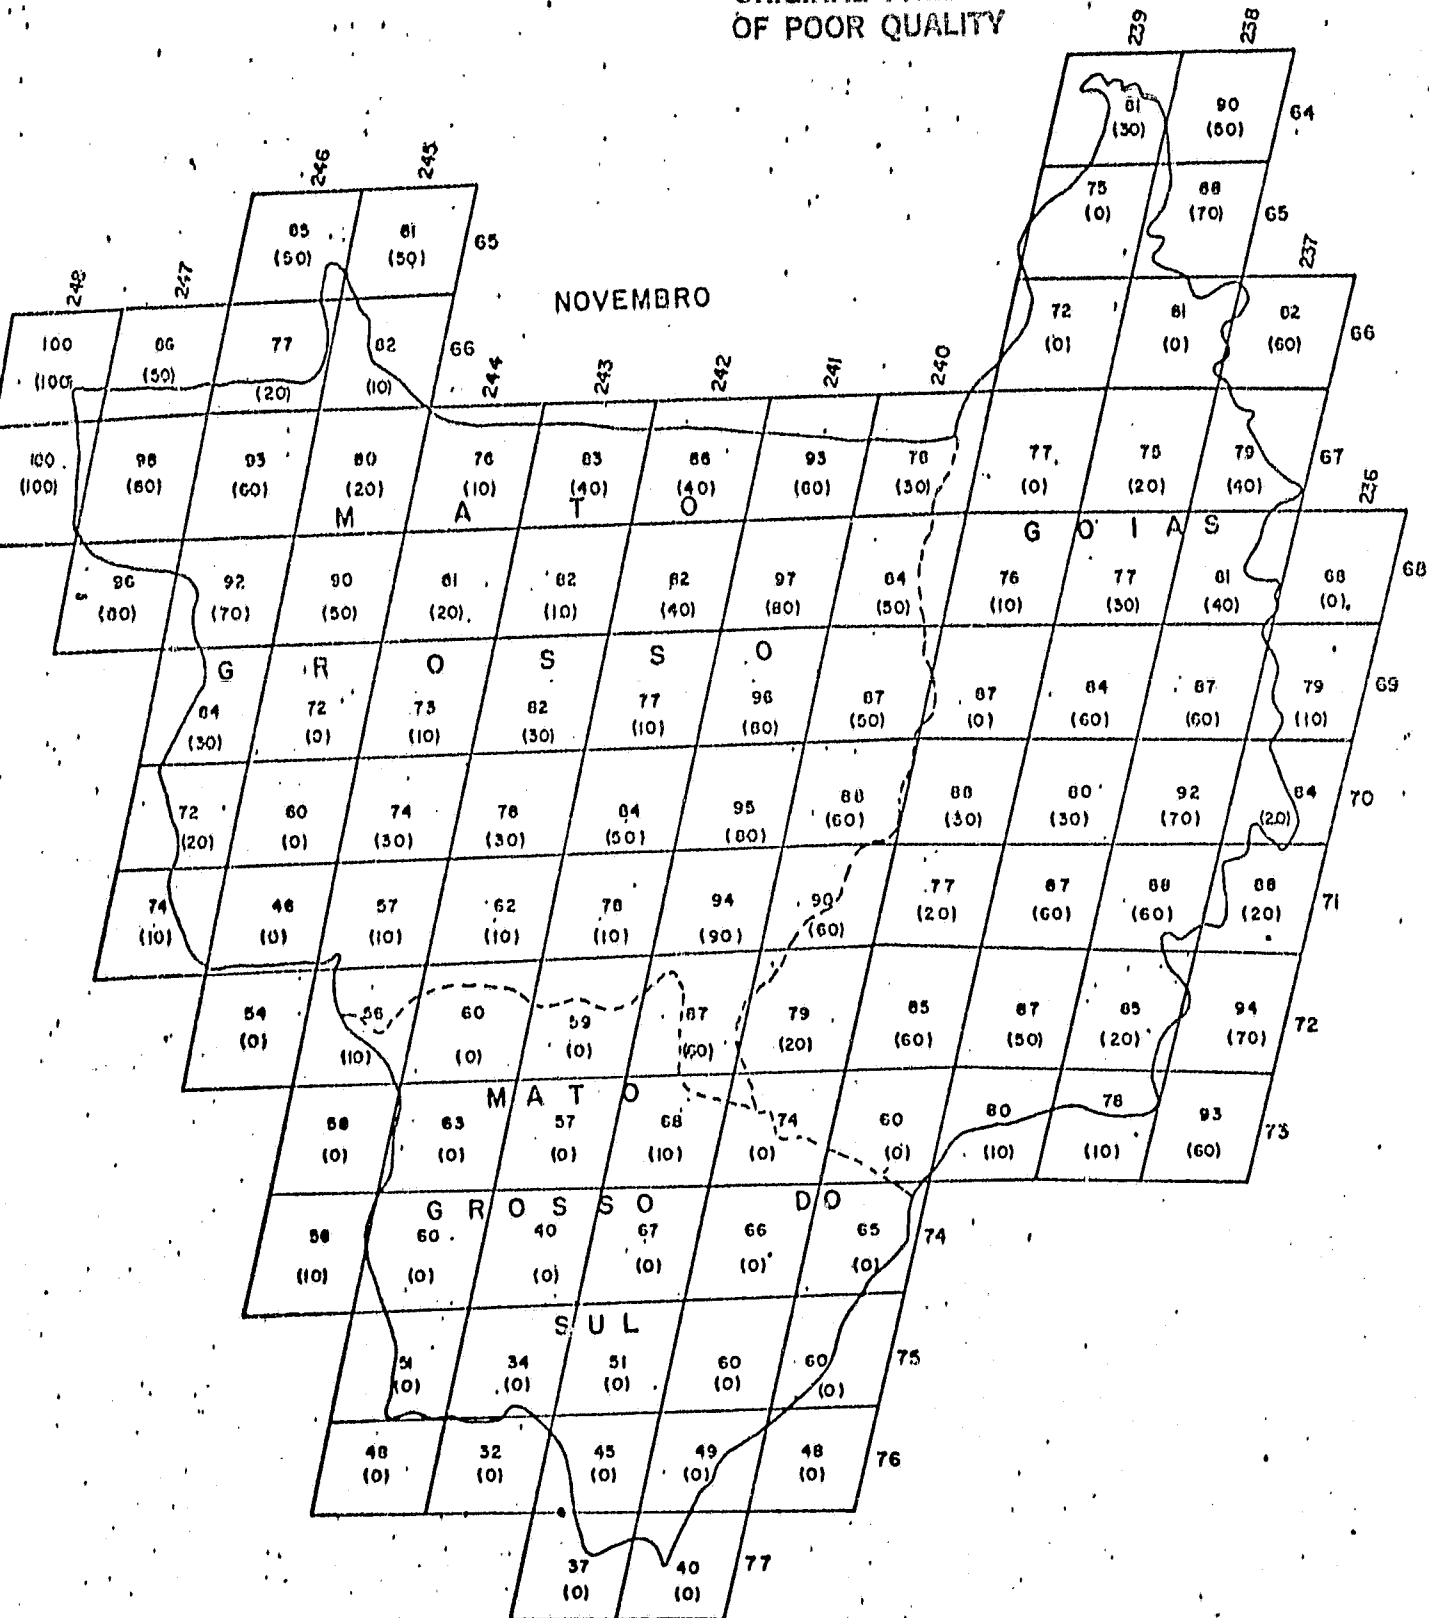 OF POOR QUALITY
239 238
81 90 64
(30) (80)
246 245
75 88
(0) (70) 65
85 81 65
(50) (50)
237
248 247
NOVEMBRO
72 81 82 66
(0) (0) (60)
100 86 77 82 66
(100) (50) (20) (10)
244 243 242 241 240
100 98 93 80 76 83 86 93 78 77 75 79 67
(100) (80) (60) (20) (10) (40) (40) (60) (30) (0) (20) (40)
236
M A T O
G O I A S
96 92 90 81 82 82 97 84 76 77 81 68 68
(80) (70) (50) (20) (10) (40) (80) (50) (10) (30) (40) (0)
G R O S S O
84 72 73 82 77 96 87 87 84 87 79 69
(30) (0) (10) (30) (10) (80) (50) (0) (60) (60) (10)
72 60 74 78 84 95 88 88 80 92 84 70
(20) (0) (30) (30) (50) (80) (60) (30) (30) (70) (20)
74 46 57 62 78 94 90 77 87 88 88 71
(10) (0) (10) (10) (10) (90) (60) (20) (60) (60) (20)
54 56 60 59 87 79 85 87 85 94 72
(0) (10) (0) (0) (60) (20) (60) (50) (20) (70)
M A T O
58 63 57 68 74 60 80 78 93 73
(0) (0) (0) (10) (0) (0) (10) (10) (60)
G R O S S O D O
58 60 40 67 66 65 74
(10) (0) (0) (0) (0) (0)
S U L
51 34 51 60 60 75
(0) (0) (0) (0) (0)
48 32 45 49 48 76
(0) (0) (0) (0) (0)
37 40 77
(0) (0)